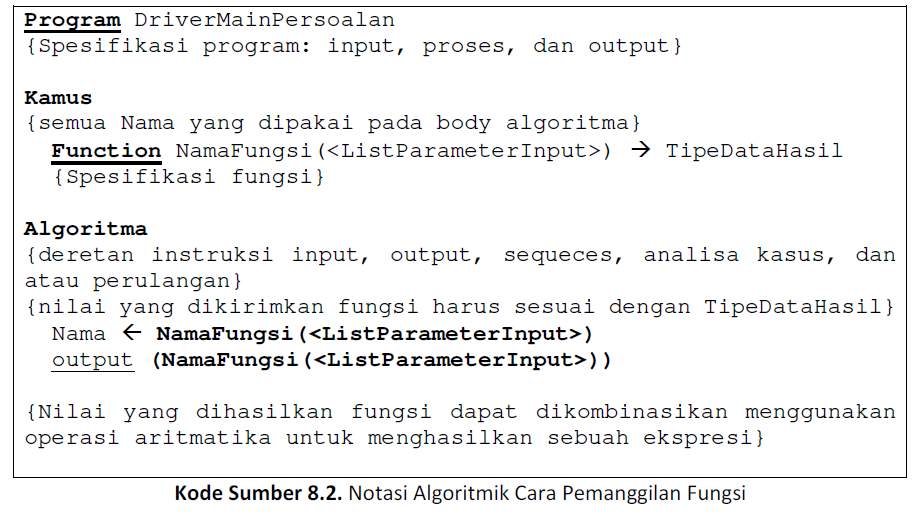 Program DriverMainPersoalan
{Spesifikasi program: input, proses, dan output}
Kamus
{semua Nama yang dipakai pada body algoritma}
Function NamaFungsi(<ListParameterInput>) → TipeDataHasil
{Spesifikasi fungsi}
Algoritma
{deretan instruksi input, output, sequeces, analisa kasus, dan
atau perulangan}
{nilai yang dikirimkan fungsi harus sesuai dengan TipeDataHasil}
Nama ← NamaFungsi(<ListParameterInput>)
output (NamaFungsi(<ListParameterInput>))
{Nilai yang dihasilkan fungsi dapat dikombinasikan menggunakan
operasi aritmatika untuk menghasilkan sebuah ekspresi}
Kode Sumber 8.2. Notasi Algoritmik Cara Pemanggilan Fungsi